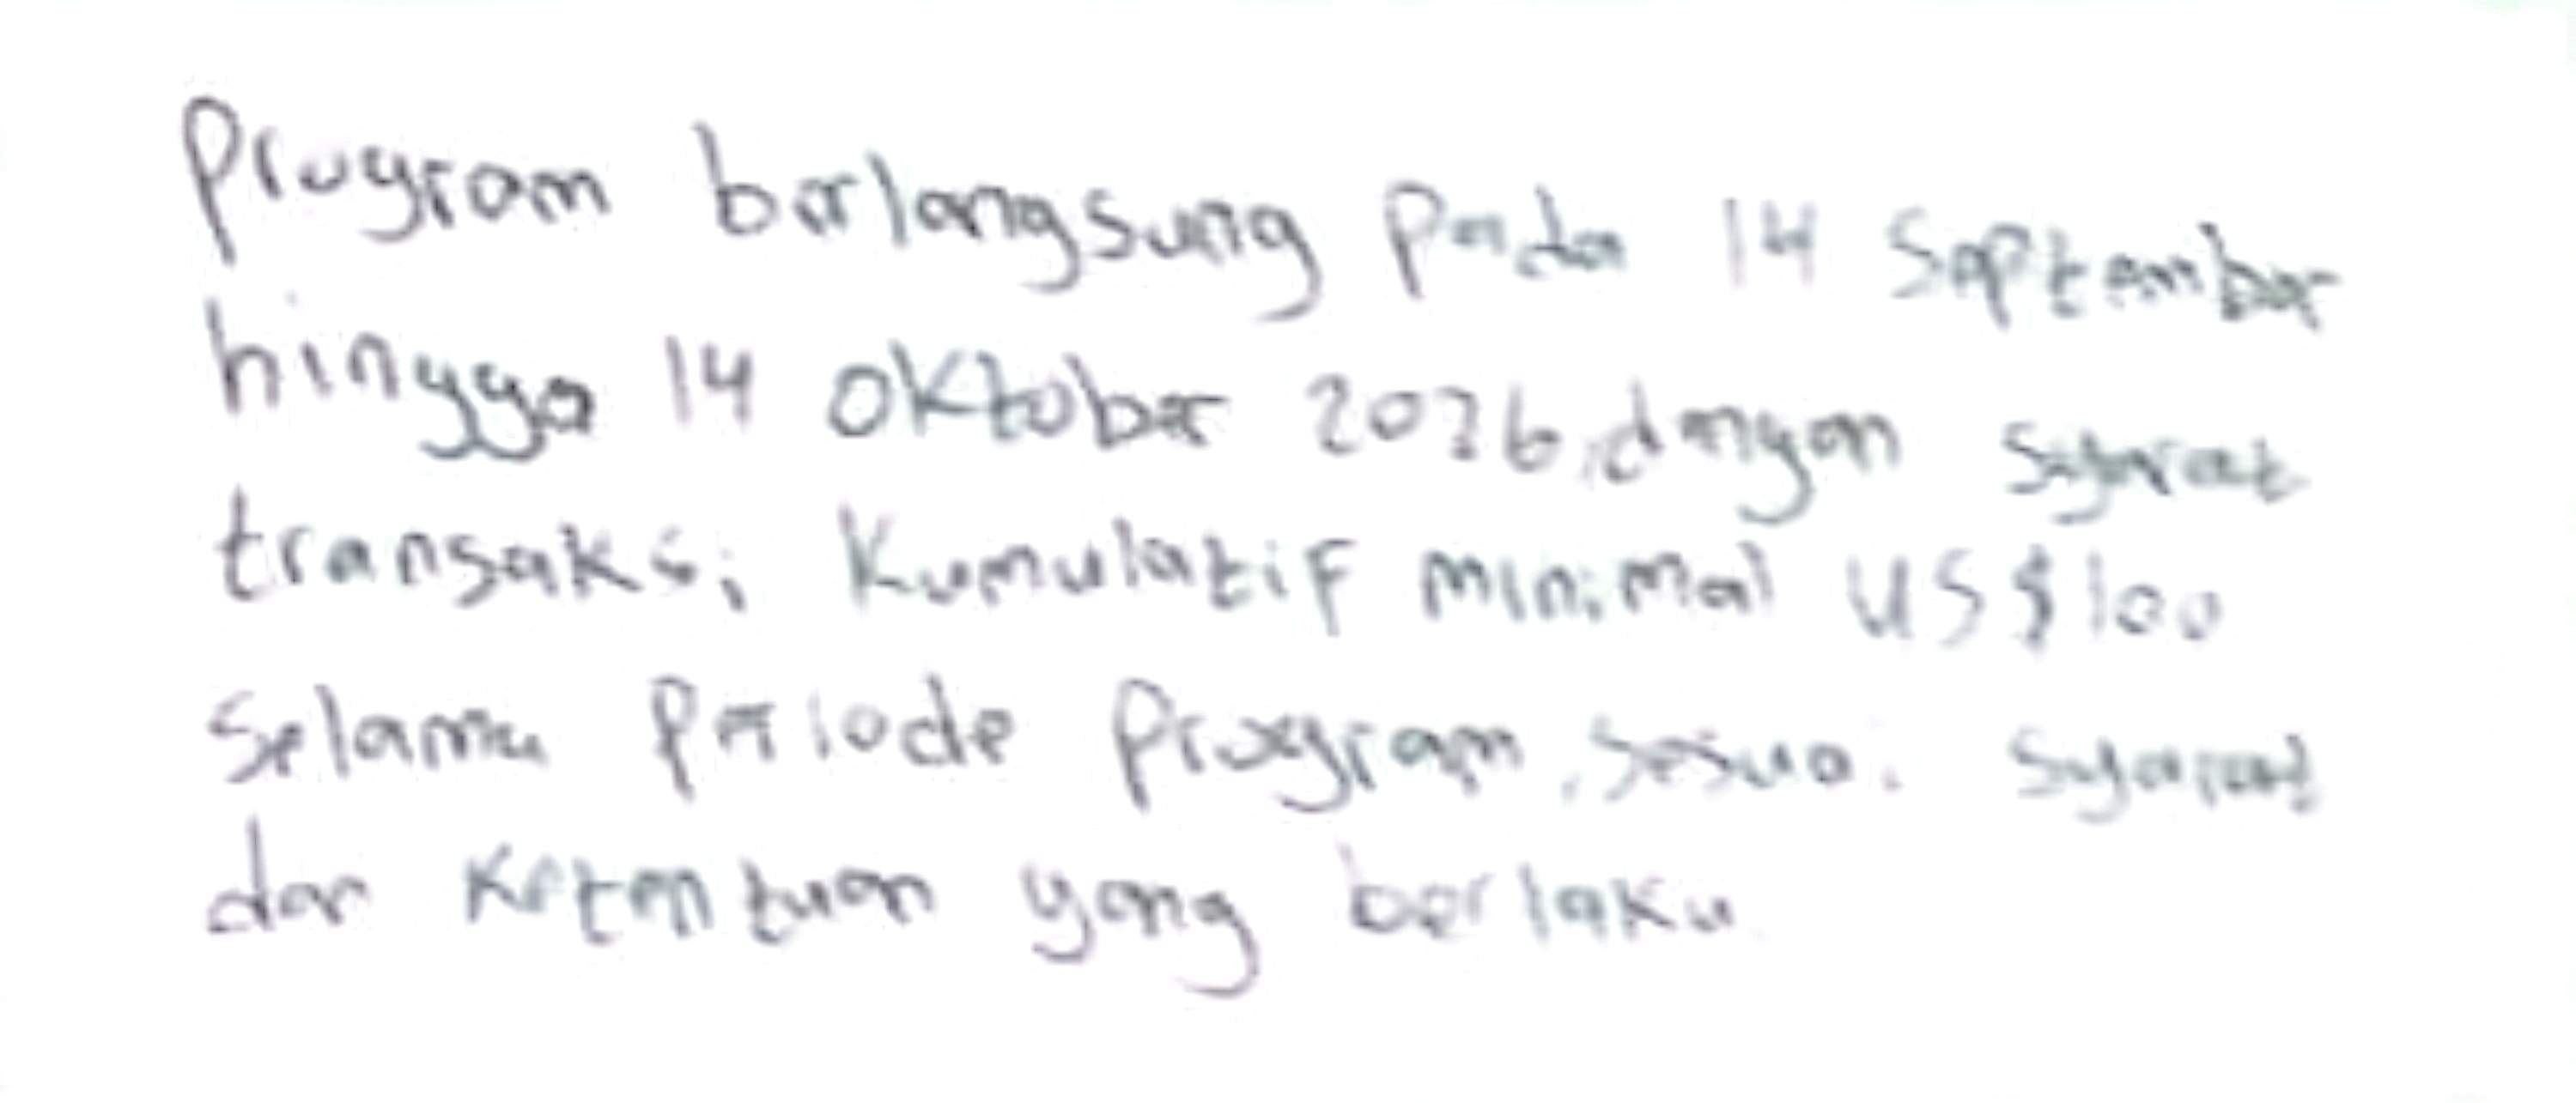 Program berlangsung pada 14 September
hingga 14 Oktober 2026, dengan syarat
transaksi kumulatif minimal US$100
selama periode program, sesuai syarat
dan ketentuan yang berlaku